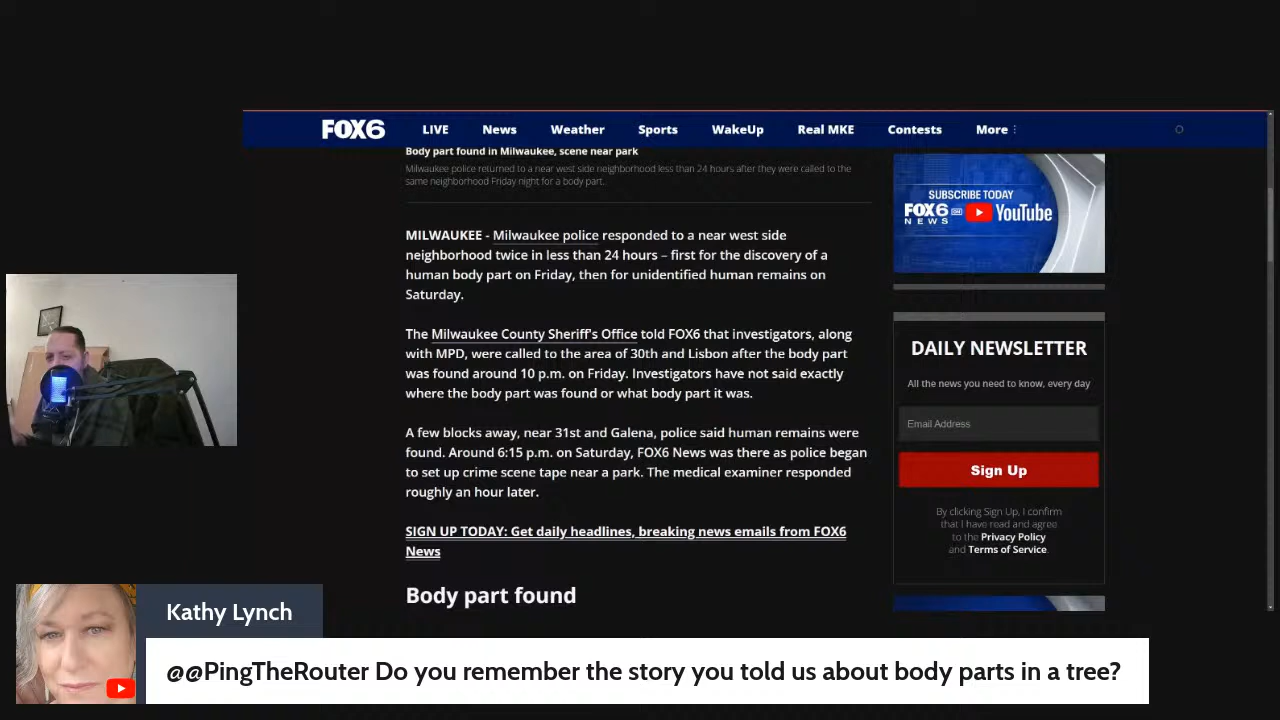 FOX6 LIVE News Weather Sports WakeUp Real MKE Contests More
Body part found in Milwaukee, scene near park
Milwaukee police returned to a near west side neighborhood less than 24 hours after they were called to the
same neighborhood Friday night for a body part.
MILWAUKEE - Milwaukee police responded to a near west side
neighborhood twice in less than 24 hours – first for the discovery of a
human body part on Friday, then for unidentified human remains on
Saturday.
The Milwaukee County Sheriff's Office told FOX6 that investigators, along
with MPD, were called to the area of 30th and Lisbon after the body part
was found around 10 p.m. on Friday. Investigators have not said exactly
where the body part was found or what body part it was.
A few blocks away, near 31st and Galena, police said human remains were
found. Around 6:15 p.m. on Saturday, FOX6 News was there as police began
to set up crime scene tape near a park. The medical examiner responded
roughly an hour later.
SIGN UP TODAY: Get daily headlines, breaking news emails from FOX6
News
Body part found
SUBSCRIBE TODAY
FOX6 NEWS ON YouTube
DAILY NEWSLETTER
All the news you need to know, every day
Email Address
Sign Up
By clicking Sign Up, I confirm
that I have read and agree
to the Privacy Policy
and Terms of Service.
Kathy Lynch
@@PingTheRouter Do you remember the story you told us about body parts in a tree?